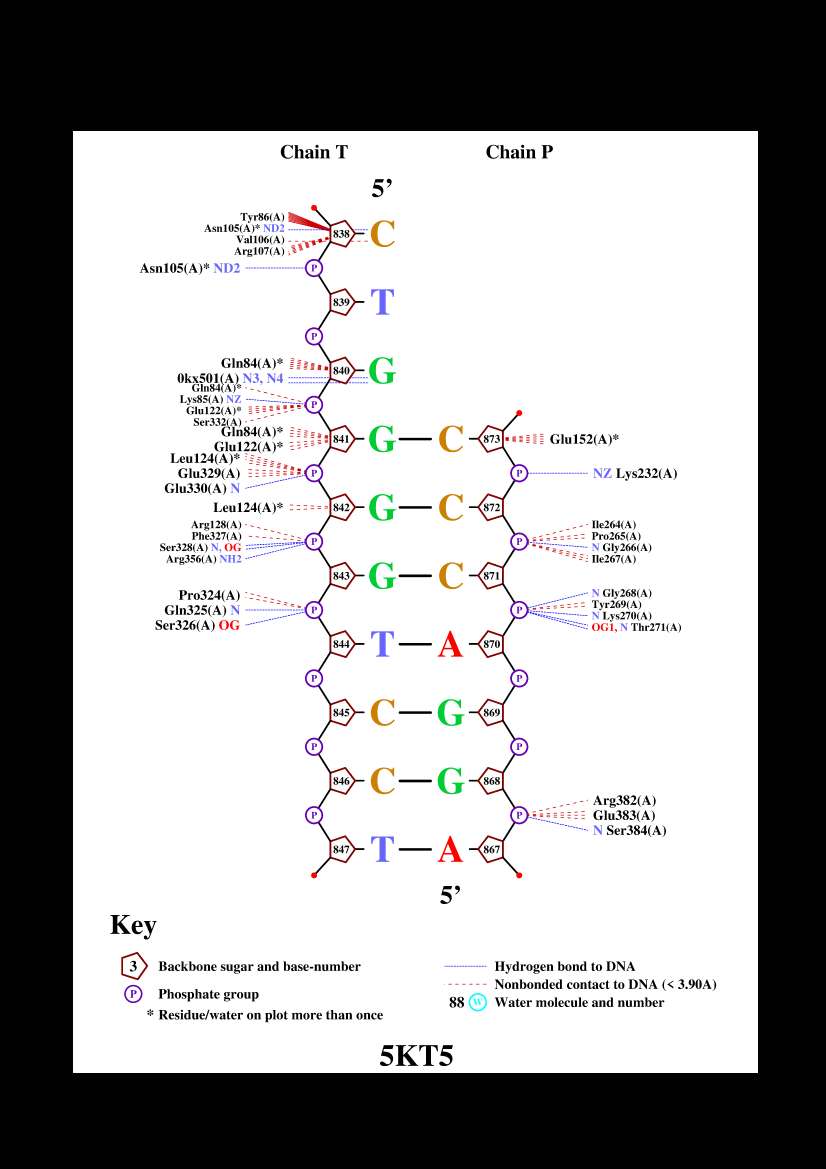 Chain T Chain P
5’
Tyr86(A)
Asn105(A)* ND2
Val106(A)
Arg107(A)
838 C
Asn105(A)* ND2 P
839 T
P
Gln84(A)*
840 G
0kx501(A) N3, N4
Gln84(A)*
Lys85(A) NZ
Glu122(A)*
Ser332(A)
P
Gln84(A)*
Glu122(A)*
841 G C 873 Glu152(A)*
Leu124(A)*
Glu329(A)
Glu330(A) N
P P NZ Lys232(A)
Leu124(A)* 842 G C 872
Arg128(A)
Phe327(A)
Ser328(A) N, OG
Arg356(A) NH2
P P
Ile264(A)
Pro265(A)
N Gly266(A)
Ile267(A)
843 G C 871
Pro324(A)
Gln325(A) N
Ser326(A) OG
P P
N Gly268(A)
Tyr269(A)
N Lys270(A)
OG1, N Thr271(A)
844 T A 870
P P
845 C G 869
P P
846 C G 868
P P
Arg382(A)
Glu383(A)
N Ser384(A)
847 T A 867
5’
Key
3 Backbone sugar and base-number
P Phosphate group
* Residue/water on plot more than once
Hydrogen bond to DNA
Nonbonded contact to DNA (< 3.90A)
88 W Water molecule and number
5KT5